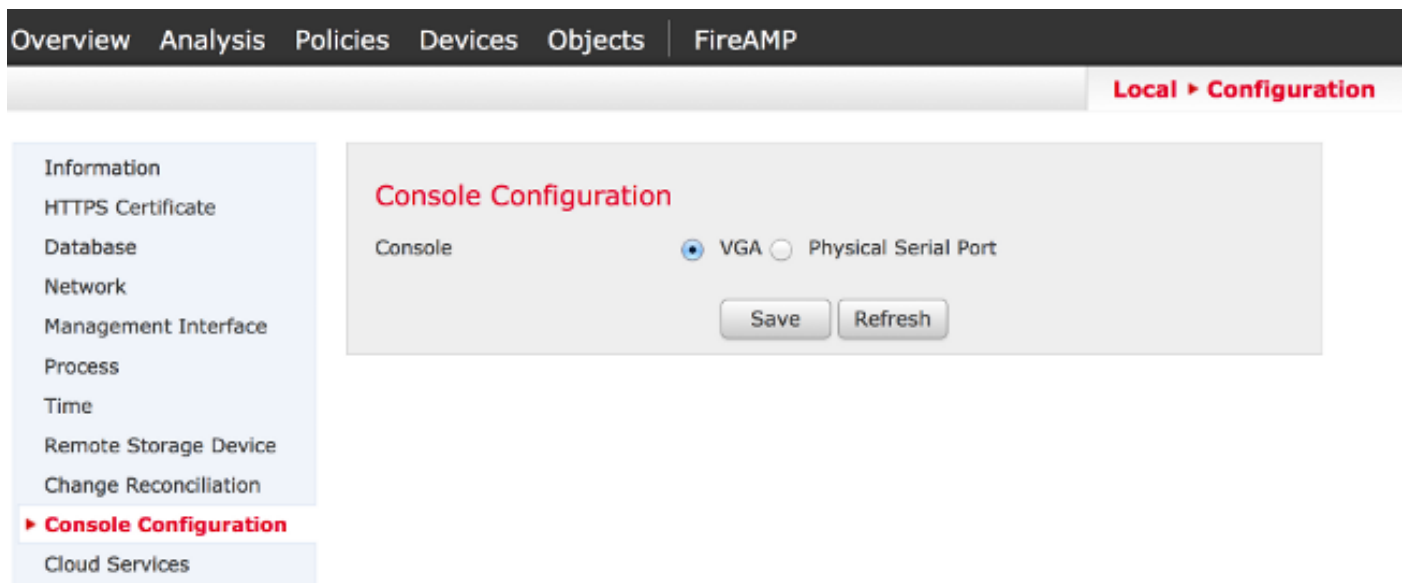 Overview Analysis Policies Devices Objects FireAMP
Local ▸ Configuration
Information
HTTPS Certificate
Database
Network
Management Interface
Process
Time
Remote Storage Device
Change Reconciliation
▸ Console Configuration
Cloud Services
Console Configuration
Console VGA Physical Serial Port
Save Refresh